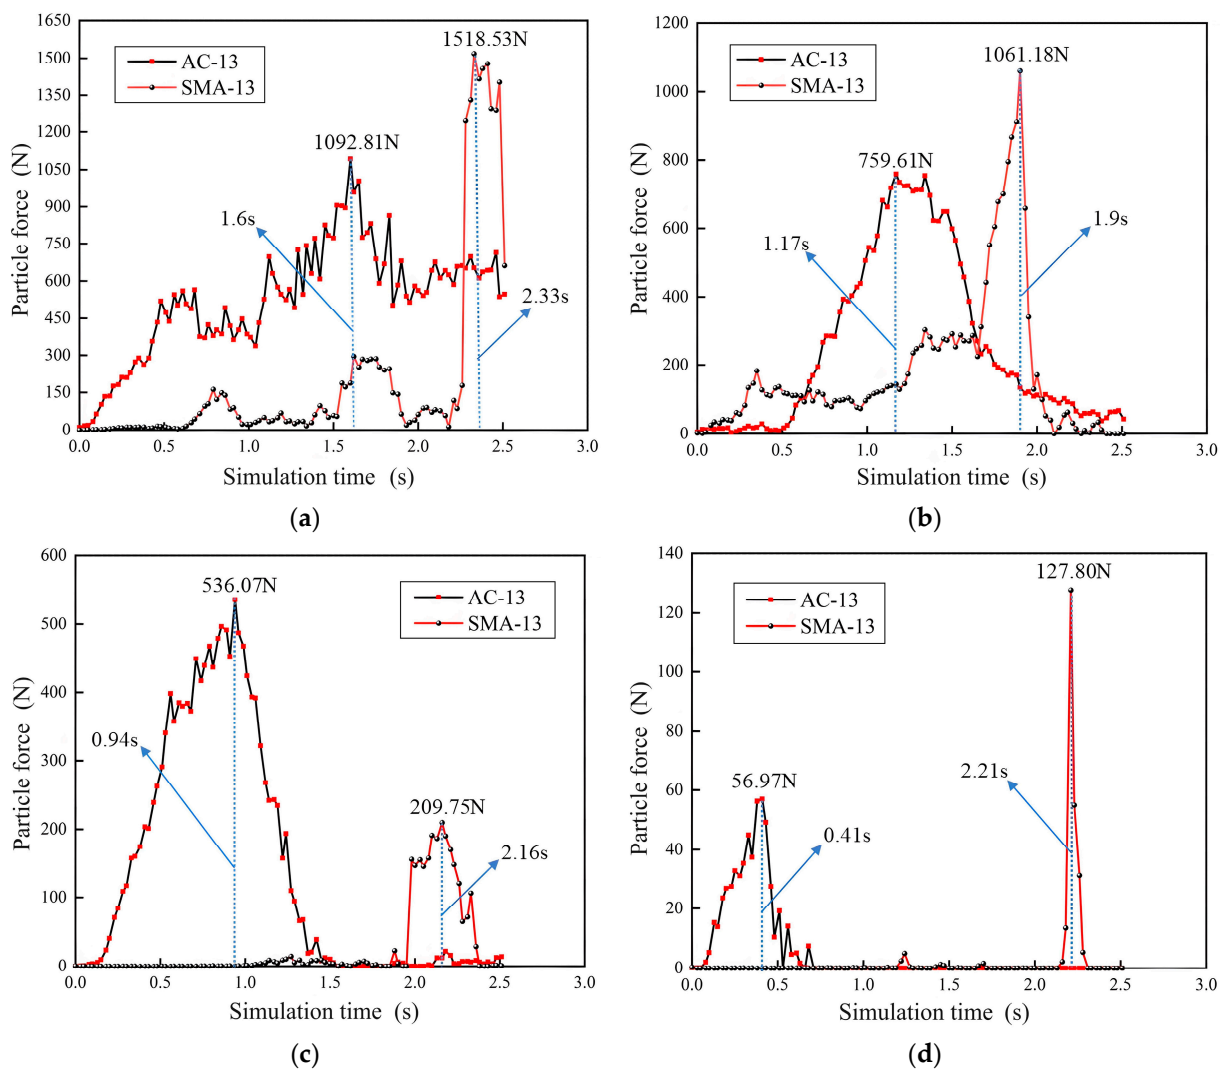 (a)
1650
1500
1350
1200
1050
900
750
600
450
300
150
0
Particle force (N)
AC-13
SMA-13
1518.53N
1092.81N
1.6s
2.33s
0.0 0.5 1.0 1.5 2.0 2.5 3.0
Simulation time (s)
(b)
1200
1000
800
600
400
200
0
Particle force (N)
AC-13
SMA-13
1061.18N
759.61N
1.17s
1.9s
0.0 0.5 1.0 1.5 2.0 2.5 3.0
Simulation time (s)
(c)
600
500
400
300
200
100
0
Particle force (N)
536.07N
AC-13
SMA-13
0.94s
209.75N
2.16s
0.0 0.5 1.0 1.5 2.0 2.5 3.0
Simulation time (s)
(d)
140
120
100
80
60
40
20
0
Particle force (N)
127.80N
AC-13
SMA-13
56.97N
2.21s
0.41s
0.0 0.5 1.0 1.5 2.0 2.5 3.0
Simulation time (s)